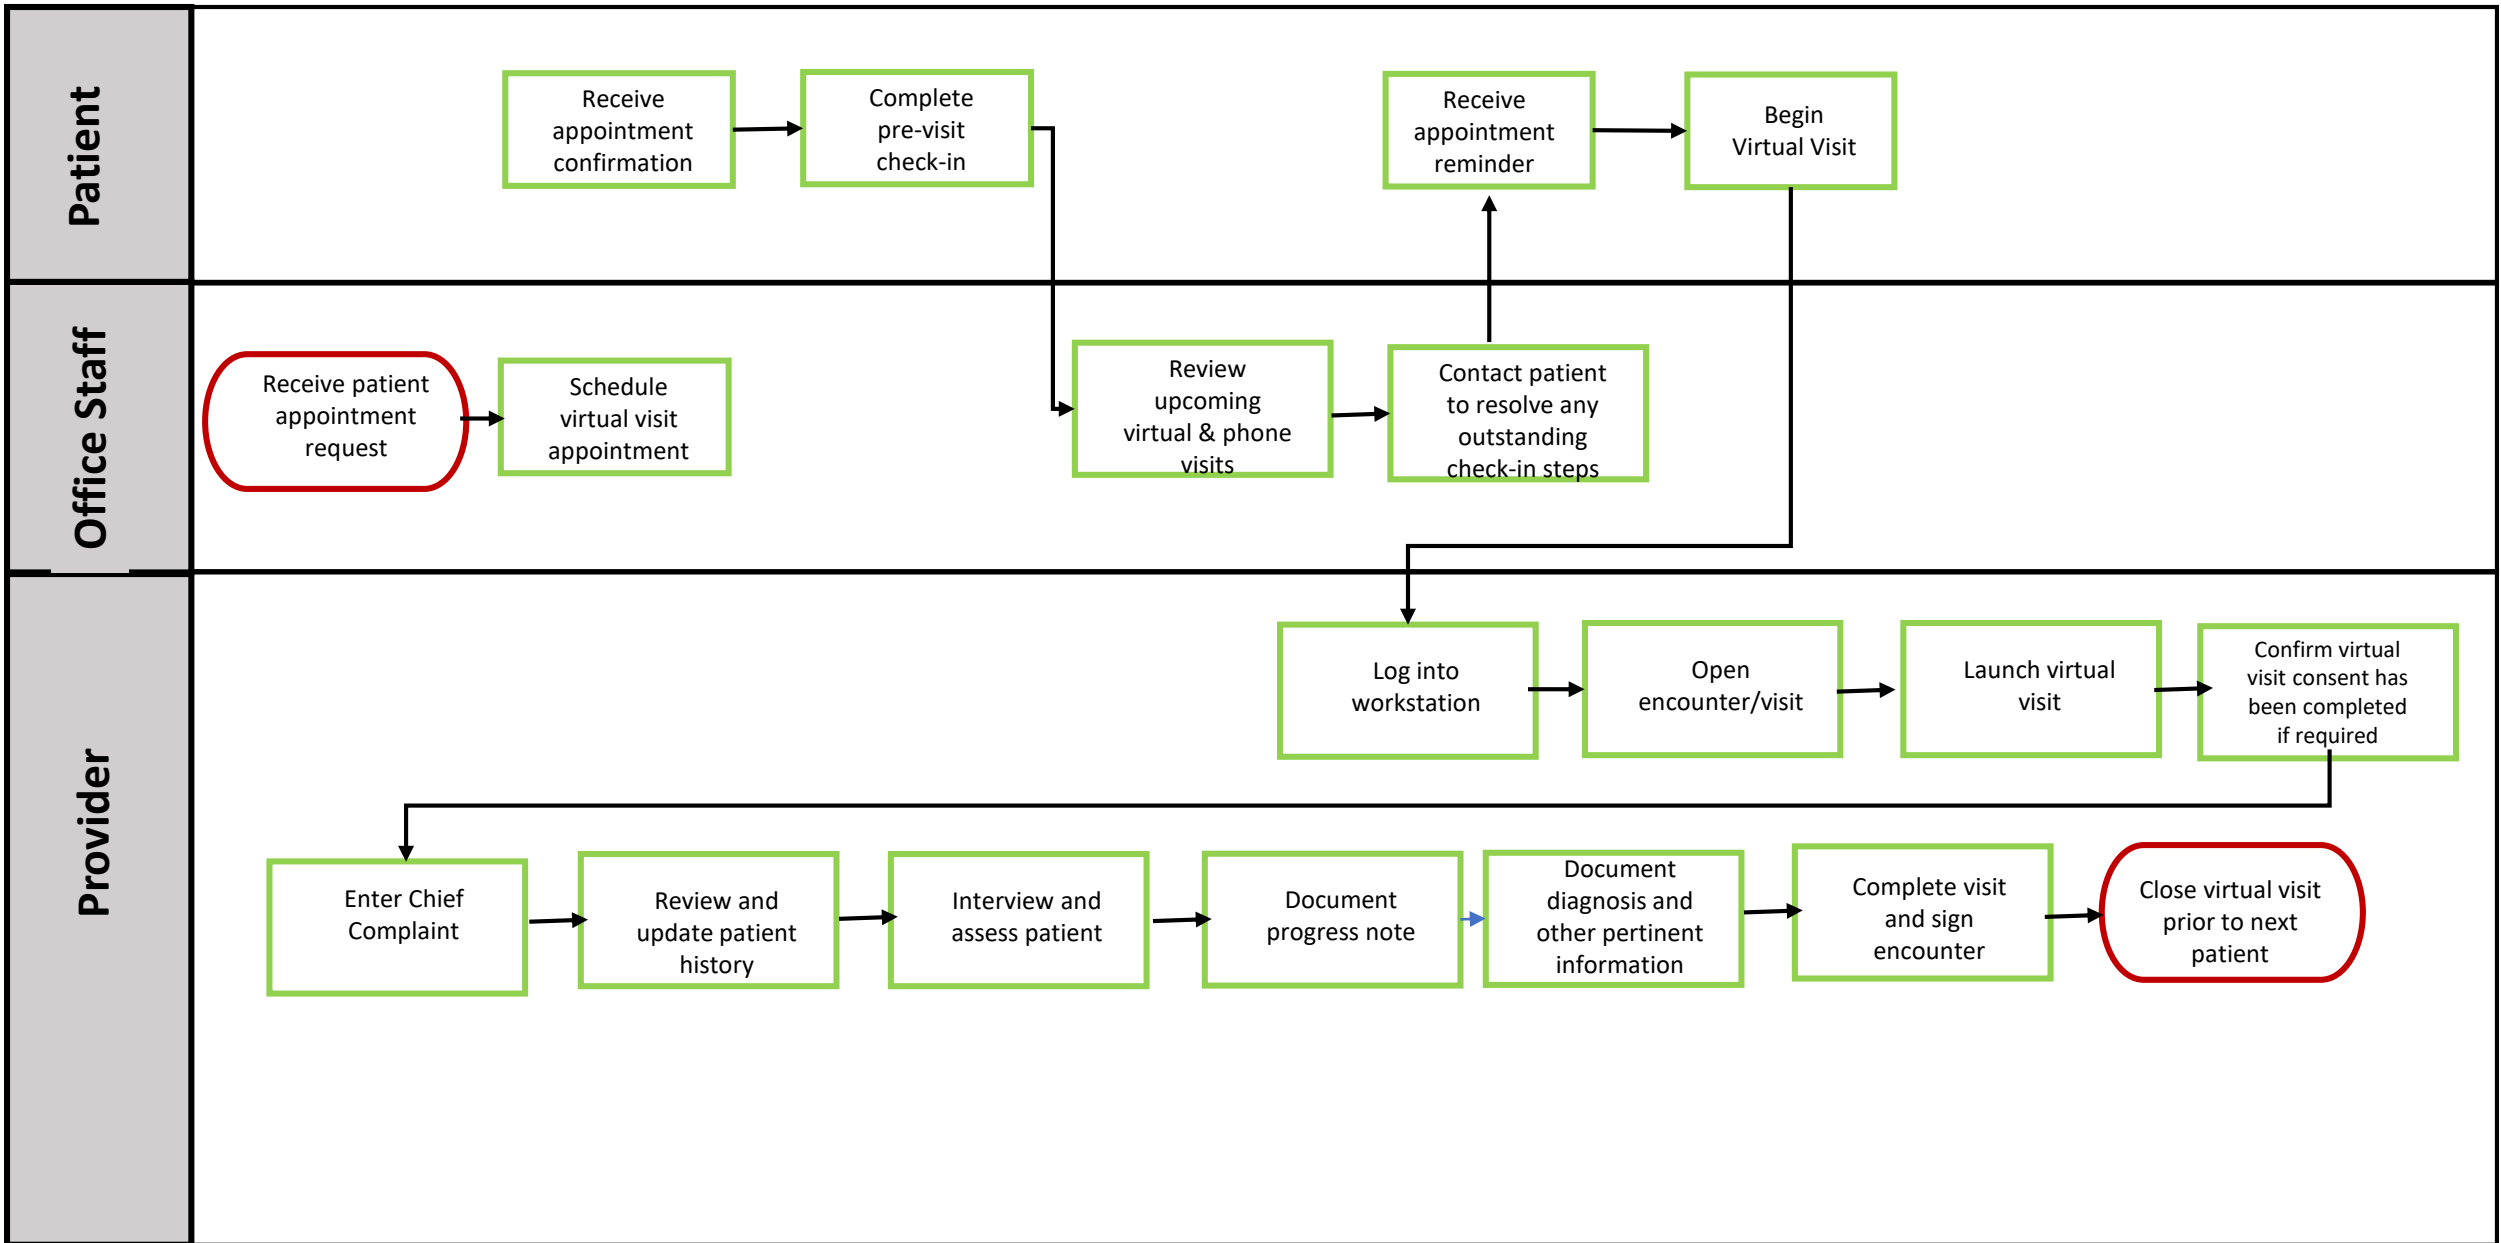 Patient
Receive
appointment
confirmation
Complete
pre-visit
check-in
Receive
appointment
reminder
Begin
Virtual Visit
Office Staff
Receive patient
appointment
request
Schedule
virtual visit
appointment
Review
upcoming
virtual & phone
visits
Contact patient
to resolve any
outstanding
check-in steps
Provider
Log into
workstation
Open
encounter/visit
Launch virtual
visit
Confirm virtual
visit consent has
been completed
if required
Enter Chief
Complaint
Review and
update patient
history
Interview and
assess patient
Document
progress note
Document
diagnosis and
other pertinent
information
Complete visit
and sign
encounter
Close virtual visit
prior to next
patient